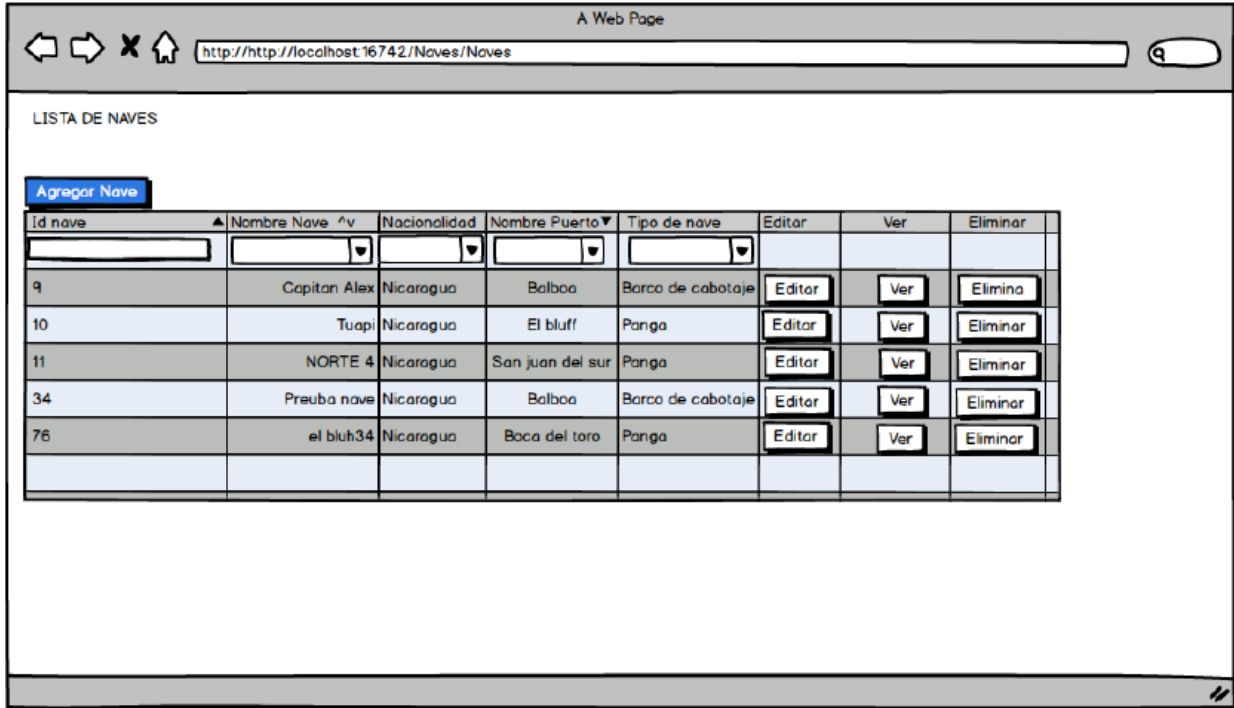 A Web Page
http://http://localhost:16742/Naves/Naves
LISTA DE NAVES
Agregar Nave
Id nave Nombre Nave ^v Nacionalidad Nombre Puerto Tipo de nave Editar Ver Eliminar
9 Capitan Alex Nicaragua Balboa Barco de cabotaje Editar Ver Elimina
10 Tuapi Nicaragua El bluff Panga Editar Ver Eliminar
11 NORTE 4 Nicaragua San juan del sur Panga Editar Ver Eliminar
34 Preuba nave Nicaragua Balboa Barco de cabotaje Editar Ver Eliminar
76 el bluh34 Nicaragua Boca del toro Panga Editar Ver Eliminar